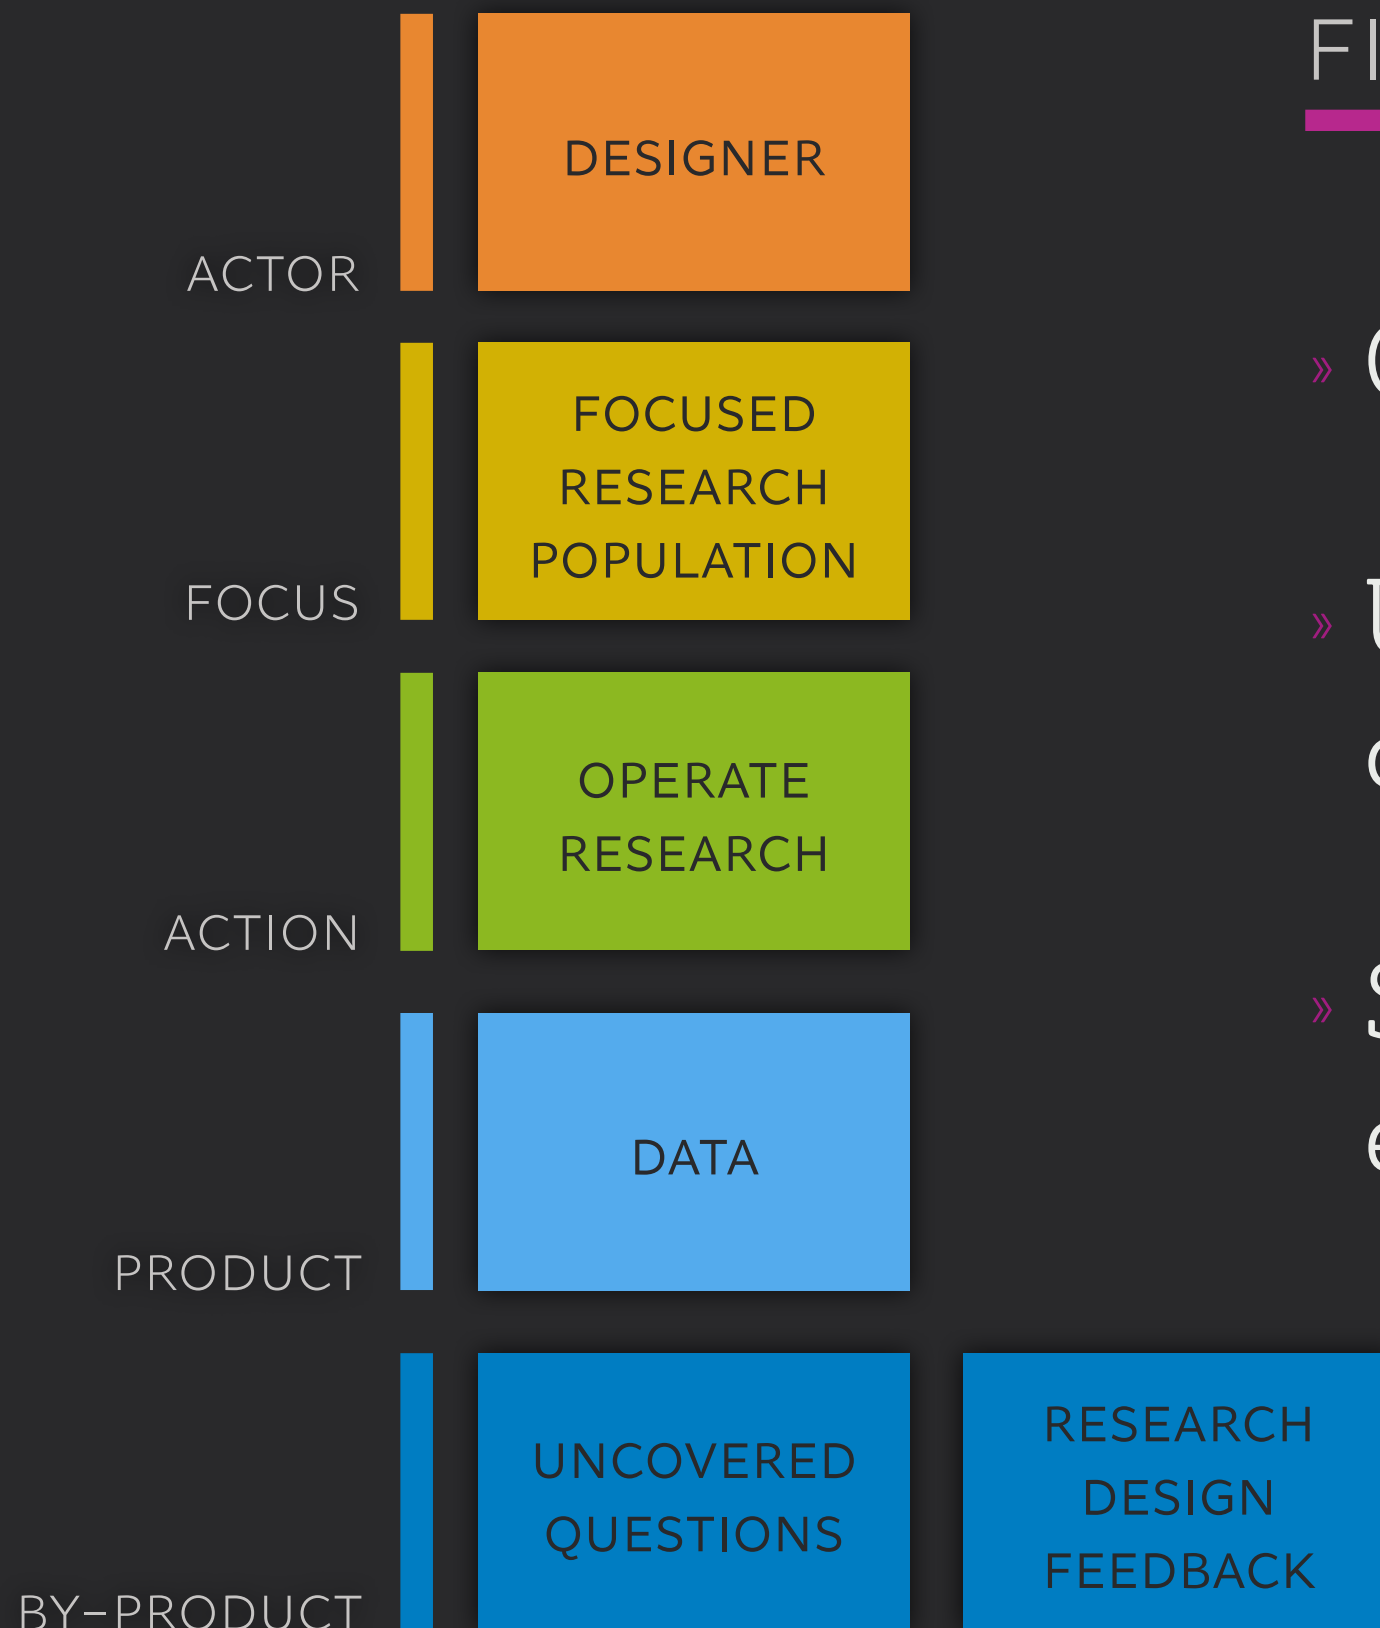 DESIGNER
ACTOR
FOCUSED
RESEARCH
POPULATION
FOCUS
OPERATE
RESEARCH
ACTION
DATA
PRODUCT
UNCOVERED
QUESTIONS
RESEARCH
DESIGN
FEEDBACK
BY-PRODUCT
»
»
»